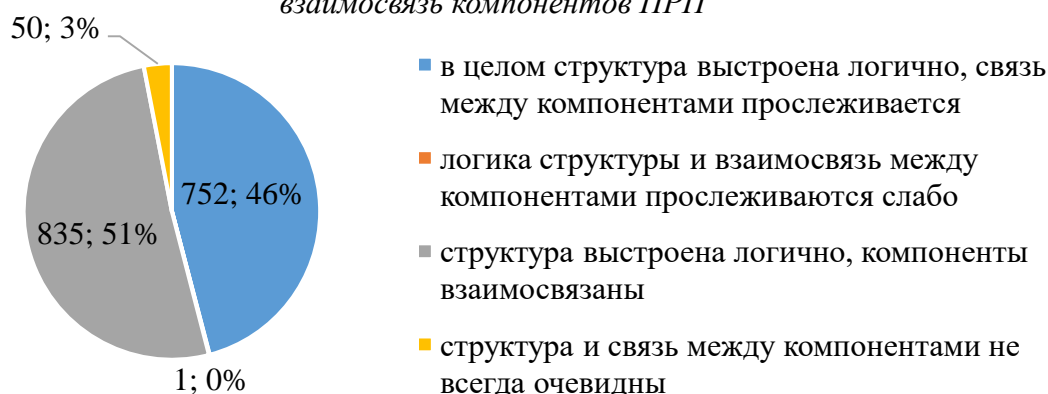 взаимосвязь компонентов ПРП
50; 3%
752; 46%
835; 51%
1; 0%
в целом структура выстроена логично, связь
между компонентами прослеживается
логика структуры и взаимосвязь между
компонентами прослеживаются слабо
структура выстроена логично, компоненты
взаимосвязаны
структура и связь между компонентами не
всегда очевидны